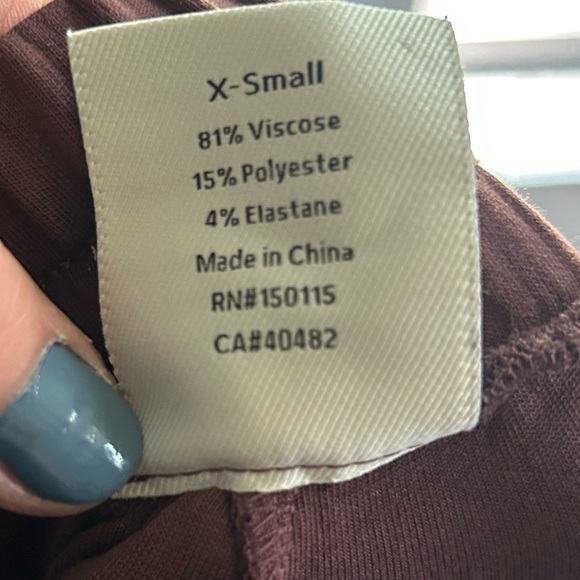 X-Small
81% Viscose
15% Polyester
4% Elastane
Made in China
RN#150115
CA#40482